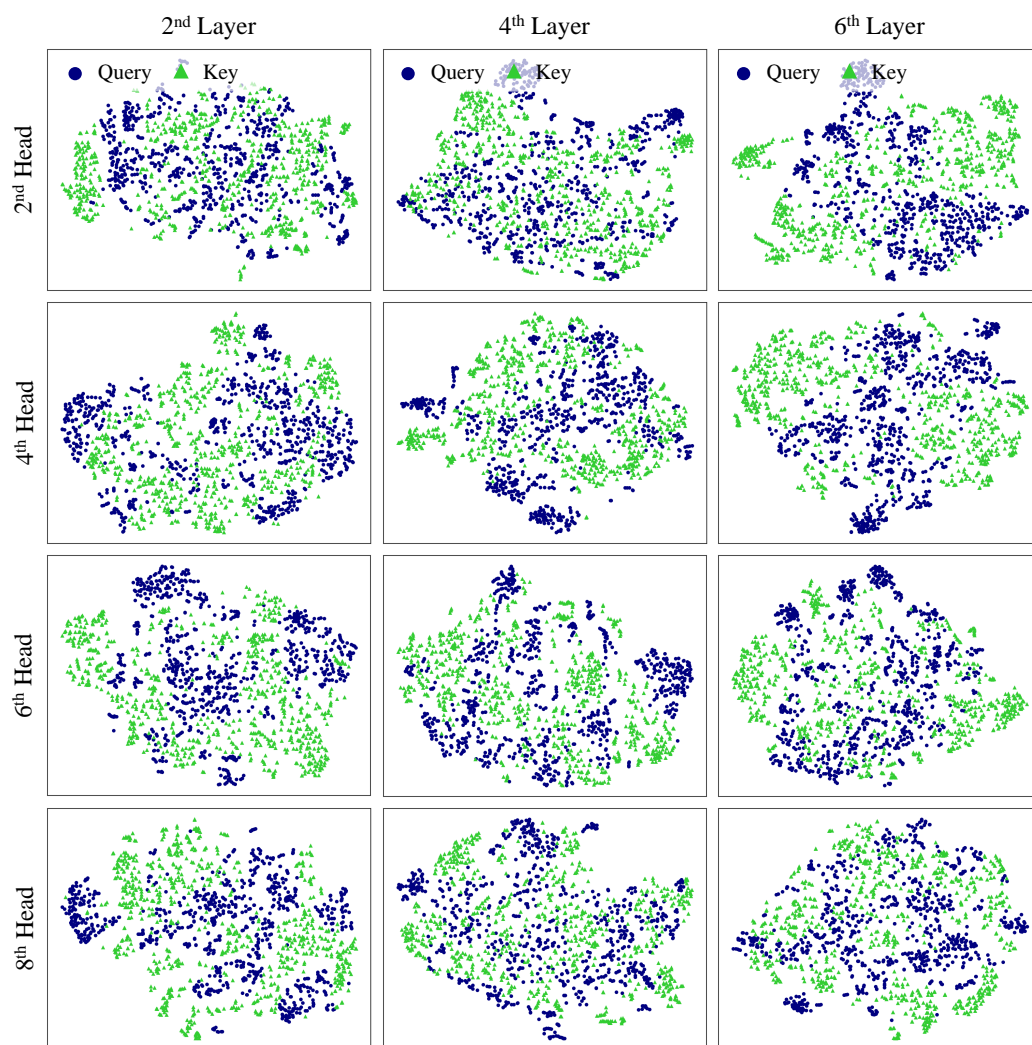 2nd Layer
4th Layer
6th Layer
2nd Head
Query Key
Query Key
Query Key
4th Head
6th Head
8th Head